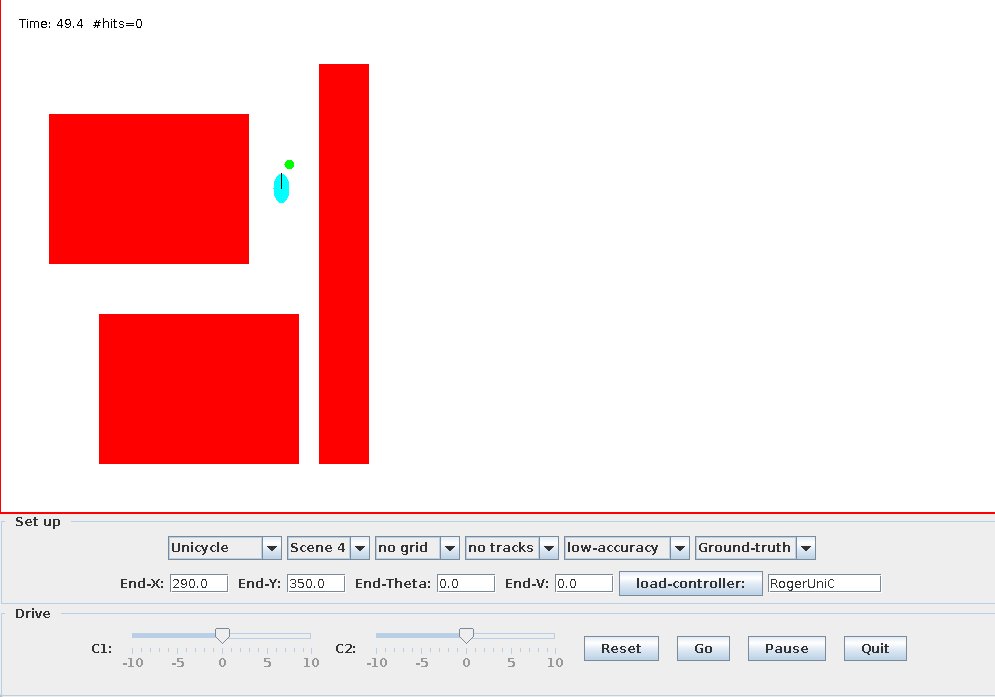 Time: 49.4 #hits=0
Set up
Unicycle Scene 4 no grid no tracks low-accuracy Ground-truth
End-X: 290.0 End-Y: 350.0 End-Theta: 0.0 End-V: 0.0 load-controller: RogerUniC
Drive
C1: C2: Reset Go Pause Quit
-10 -5 0 5 10 -10 -5 0 5 10